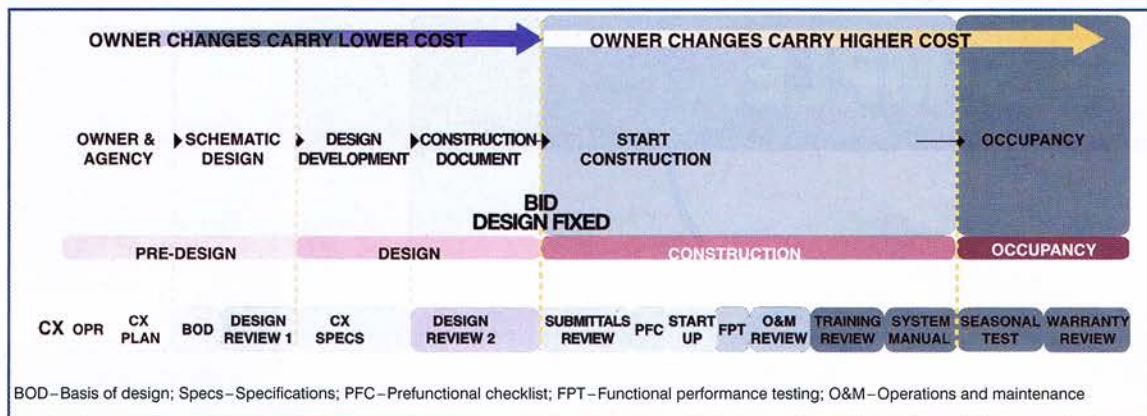 OWNER CHANGES CARRY LOWER COST
OWNER CHANGES CARRY HIGHER COST
OWNER &
AGENCY
SCHEMATIC
DESIGN
DESIGN
DEVELOPMENT
CONSTRUCTION
DOCUMENT
START
CONSTRUCTION
OCCUPANCY
BID
DESIGN FIXED
PRE-DESIGN
DESIGN
CONSTRUCTION
OCCUPANCY
CX
OPR
CX
PLAN
BOD
DESIGN
REVIEW 1
CX
SPECS
DESIGN
REVIEW 2
SUBMITTALS
REVIEW
PFC
START
UP
FPT
O&M
REVIEW
TRAINING
REVIEW
SYSTEM
MANUAL
SEASONAL
TEST
WARRANTY
REVIEW
BOD–Basis of design; Specs–Specifications; PFC–Prefunctional checklist; FPT–Functional performance testing; O&M–Operations and maintenance